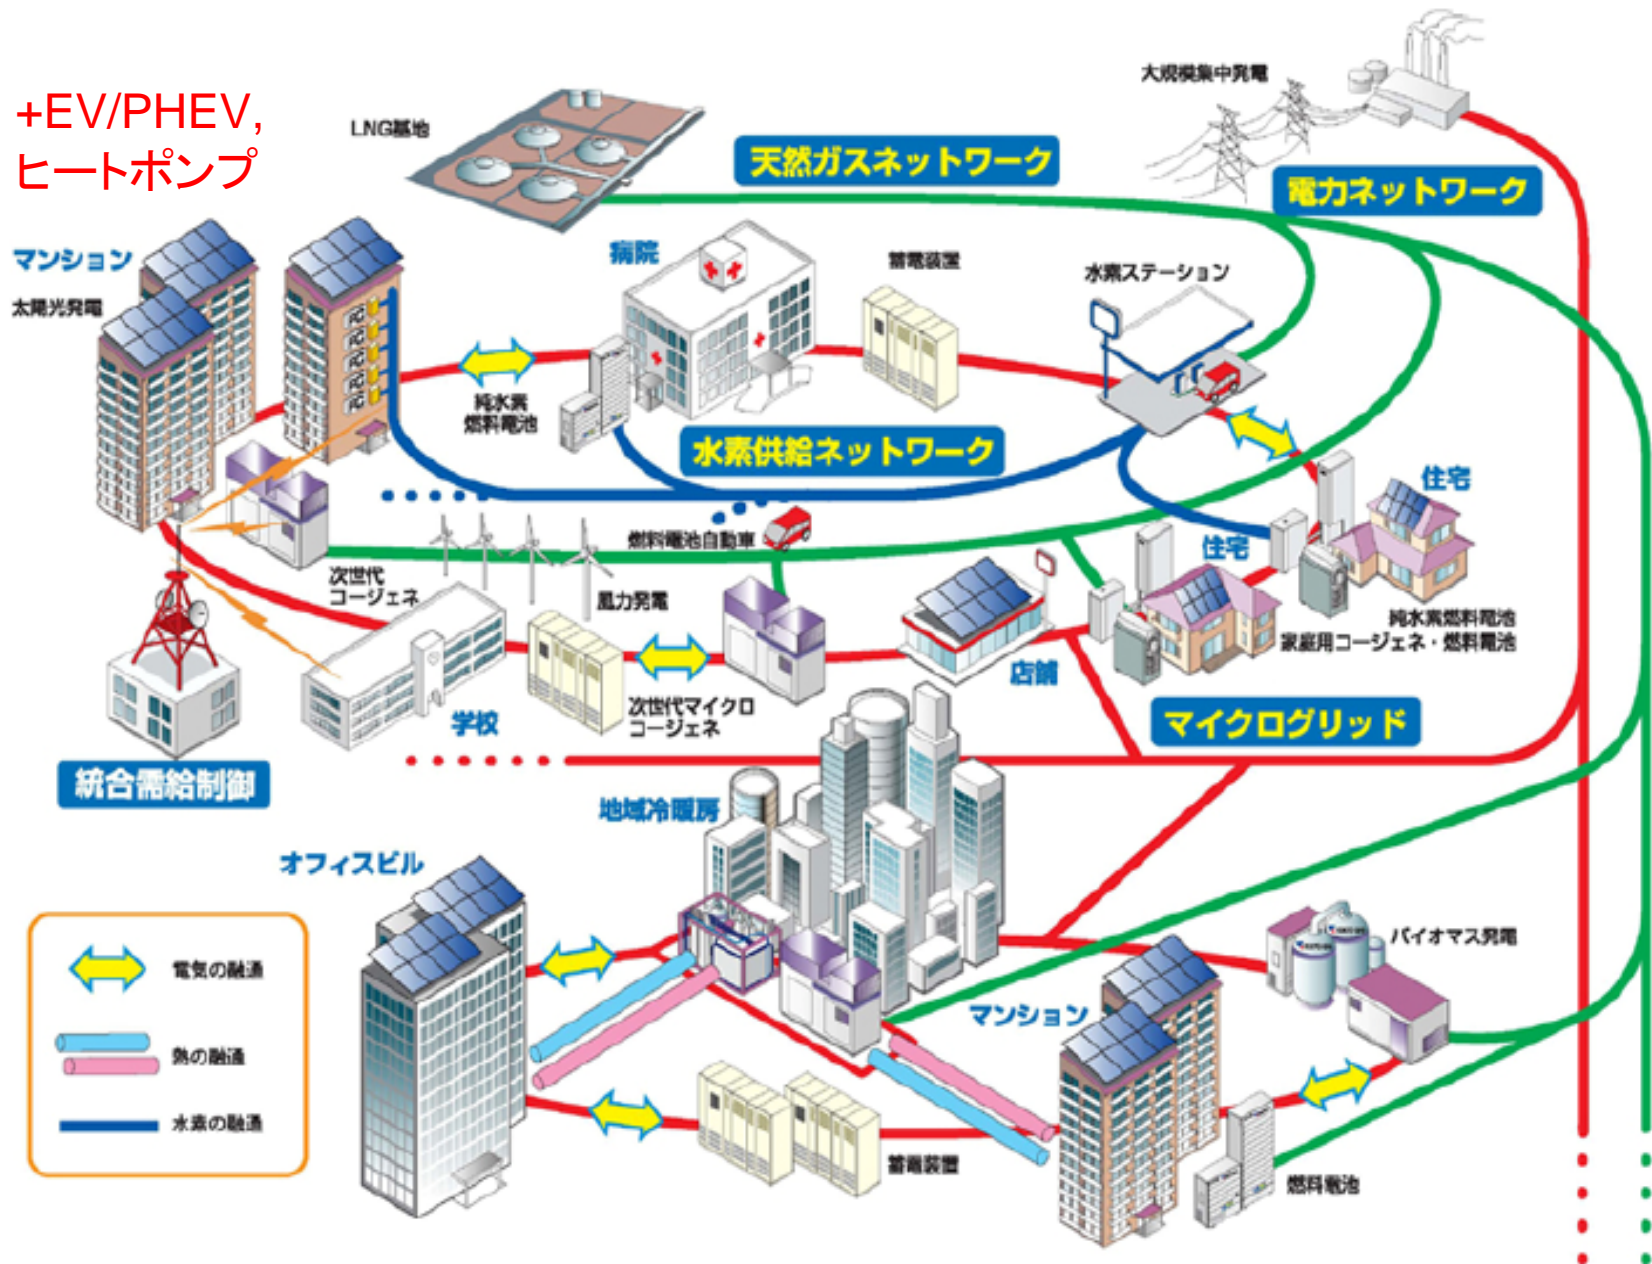 +EV/PHEV,
ヒートポンプ
LNG基地
天然ガスネットワーク
大規模集中発電
電力ネットワーク
マンション
太陽光発電
病院
蓄電装置
水素ステーション
純水素
燃料電池
水素供給ネットワーク
住宅
燃料電池自動車
住宅
次世代
コージェネ
風力発電
純水素燃料電池
家庭用コージェネ・燃料電池
店舗
学校
次世代マイクロ
コージェネ
マイクログリッド
統合需給制御
地域冷暖房
オフィスビル
電気の融通
熱の融通
水素の融通
バイオマス発電
マンション
蓄電装置
燃料電池